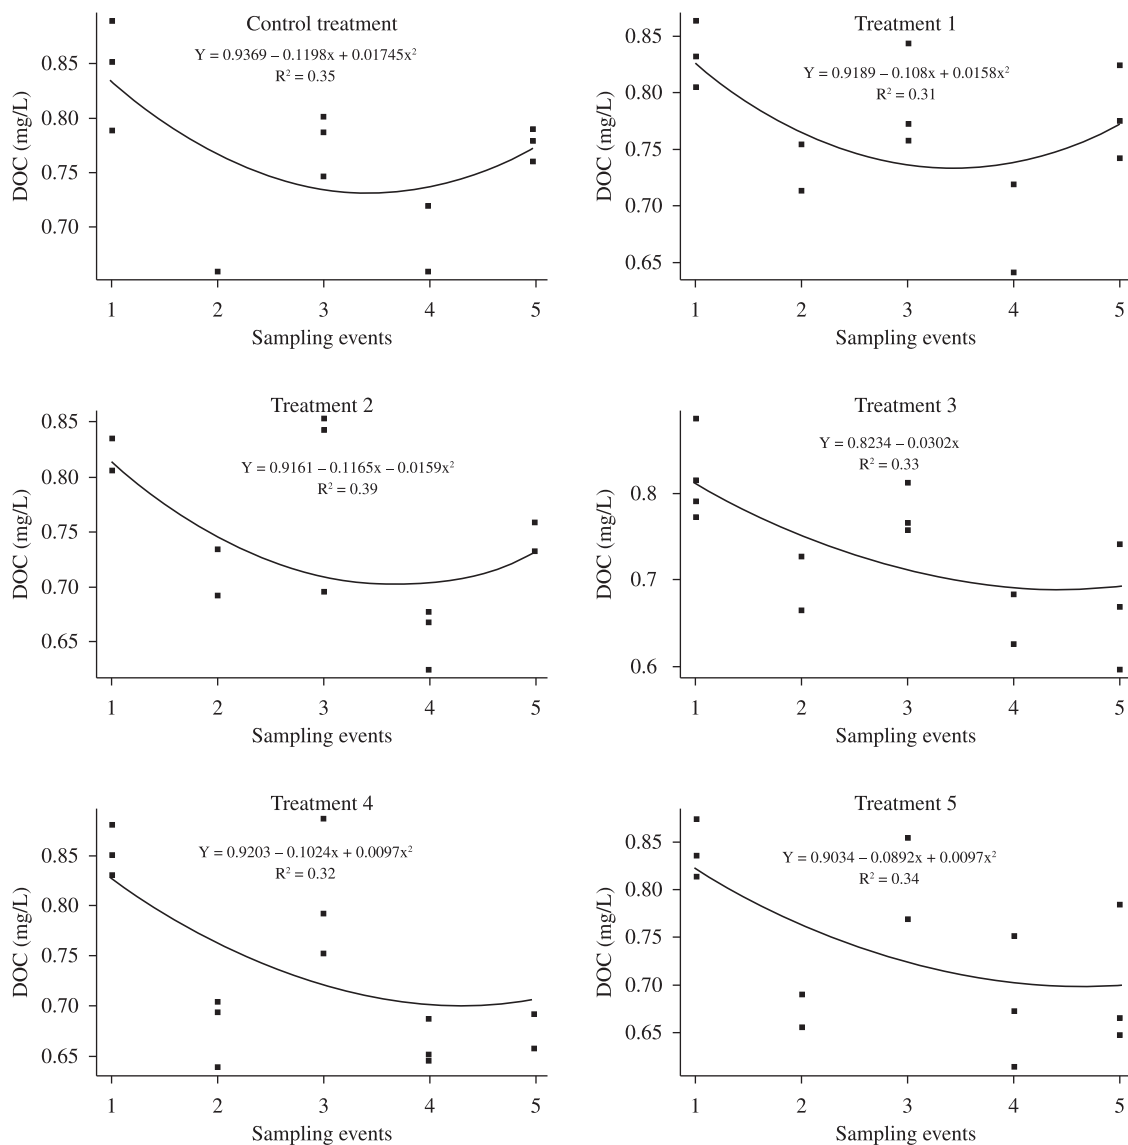 Control treatment
Y = 0.9369 – 0.1198x + 0.01745x²
R² = 0.35
DOC (mg/L)
0.85
0.80
0.75
0.70
1 2 3 4 5
Sampling events
Treatment 1
Y = 0.9189 – 0.108x + 0.0158x²
R² = 0.31
DOC (mg/L)
0.85
0.80
0.75
0.70
0.65
1 2 3 4 5
Sampling events
Treatment 2
Y = 0.9161 – 0.1165x – 0.0159x²
R² = 0.39
DOC (mg/L)
0.85
0.80
0.75
0.70
0.65
1 2 3 4 5
Sampling events
Treatment 3
Y = 0.8234 – 0.0302x
R² = 0.33
DOC (mg/L)
0.8
0.7
0.6
1 2 3 4 5
Sampling events
Treatment 4
Y = 0.9203 – 0.1024x + 0.0097x²
R² = 0.32
DOC (mg/L)
0.85
0.80
0.75
0.70
0.65
1 2 3 4 5
Sampling events
Treatment 5
Y = 0.9034 – 0.0892x + 0.0097x²
R² = 0.34
DOC (mg/L)
0.85
0.80
0.75
0.70
0.65
1 2 3 4 5
Sampling events